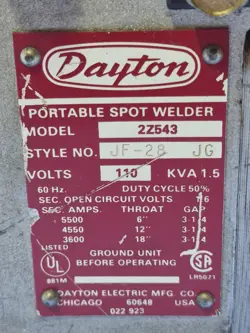 Dayton
PORTABLE SPOT WELDER
MODEL 2Z543
STYLE NO. JF-28 JG
VOLTS 110 KVA 1.5
60 Hz. DUTY CYCLE 50%
SEC. OPEN CIRCUIT VOLTS 1.6
SEC. AMPS. THROAT GAP
5500 6" 3-1/4
4550 12" 3-1/4
3600 18" 3-1/4
LISTED
UL
881M
GROUND UNIT
BEFORE OPERATING
SA
LR5071
DAYTON ELECTRIC MFG. CO.
CHICAGO 60648 USA
022 923